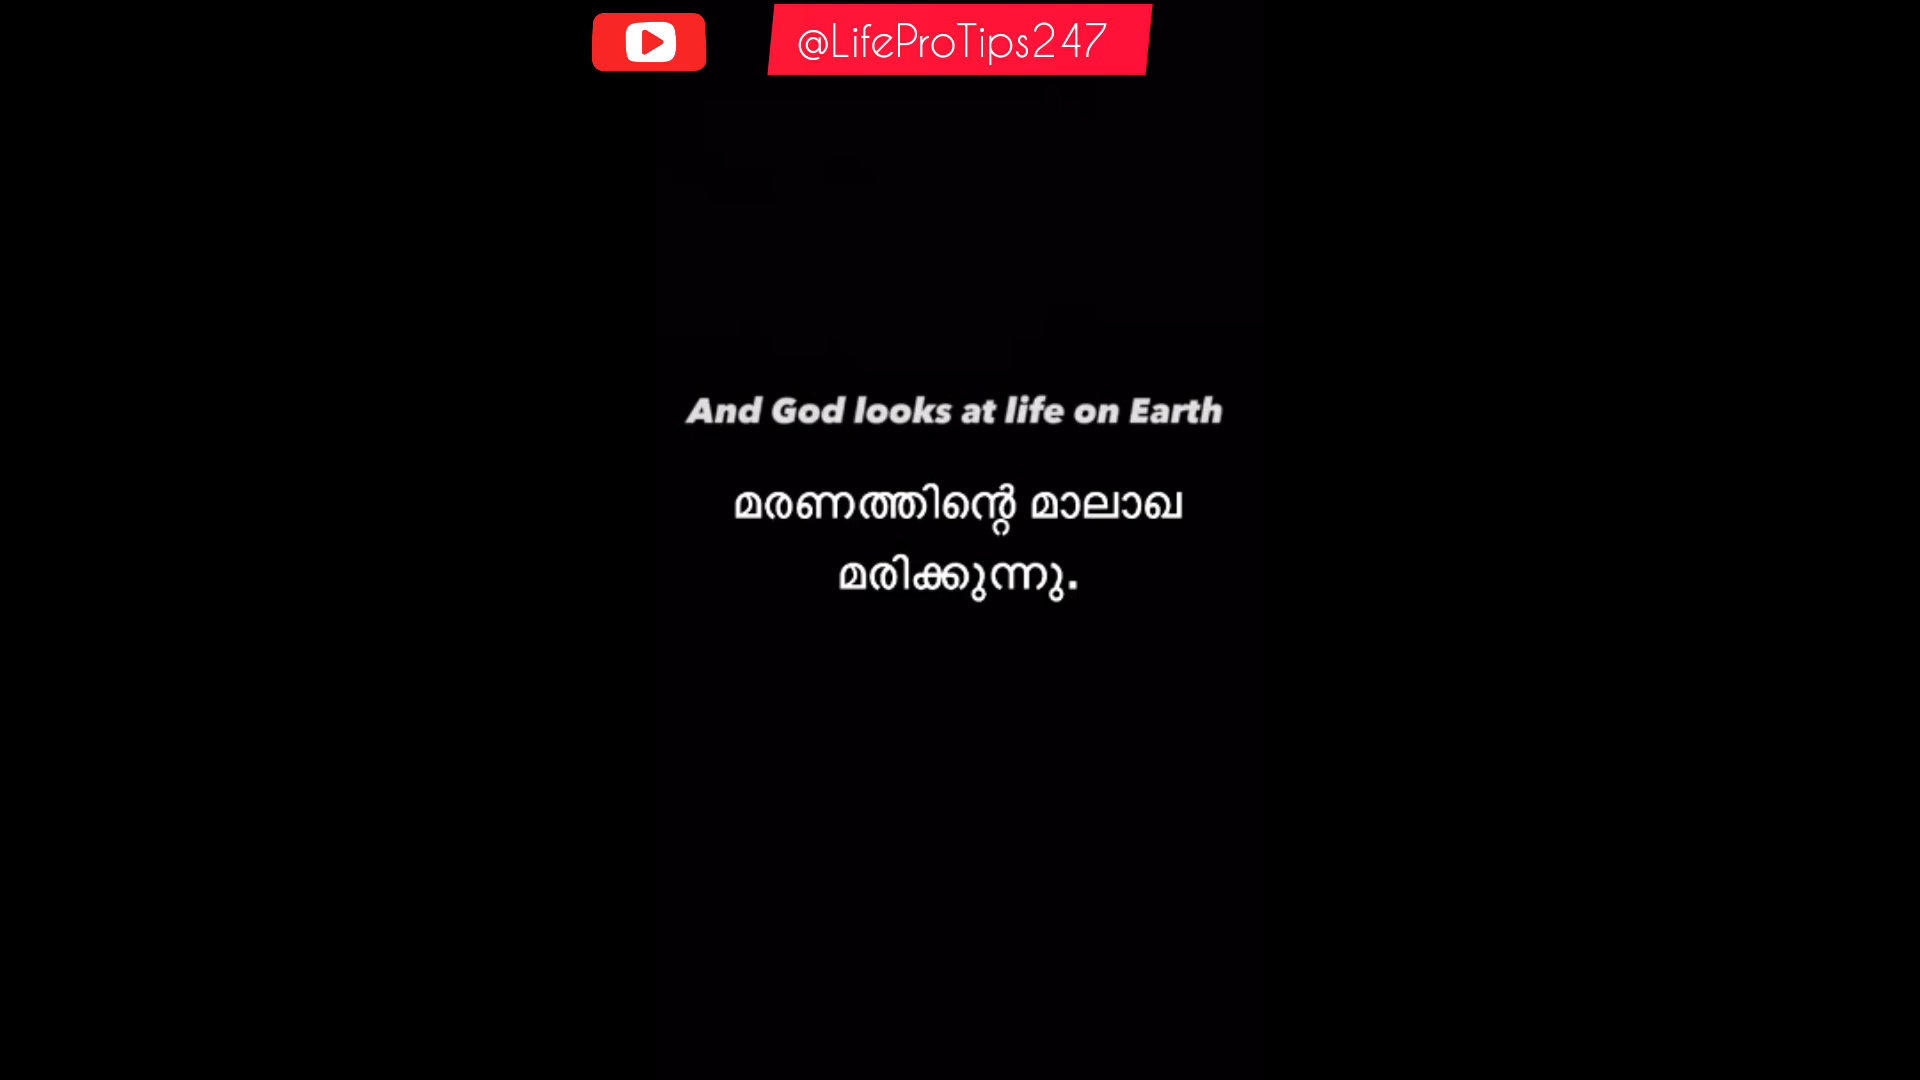 @LifeProTips247
And God looks at life on Earth
മരണത്തിന്റെ മാലാഖ
മരിക്കുന്നു.